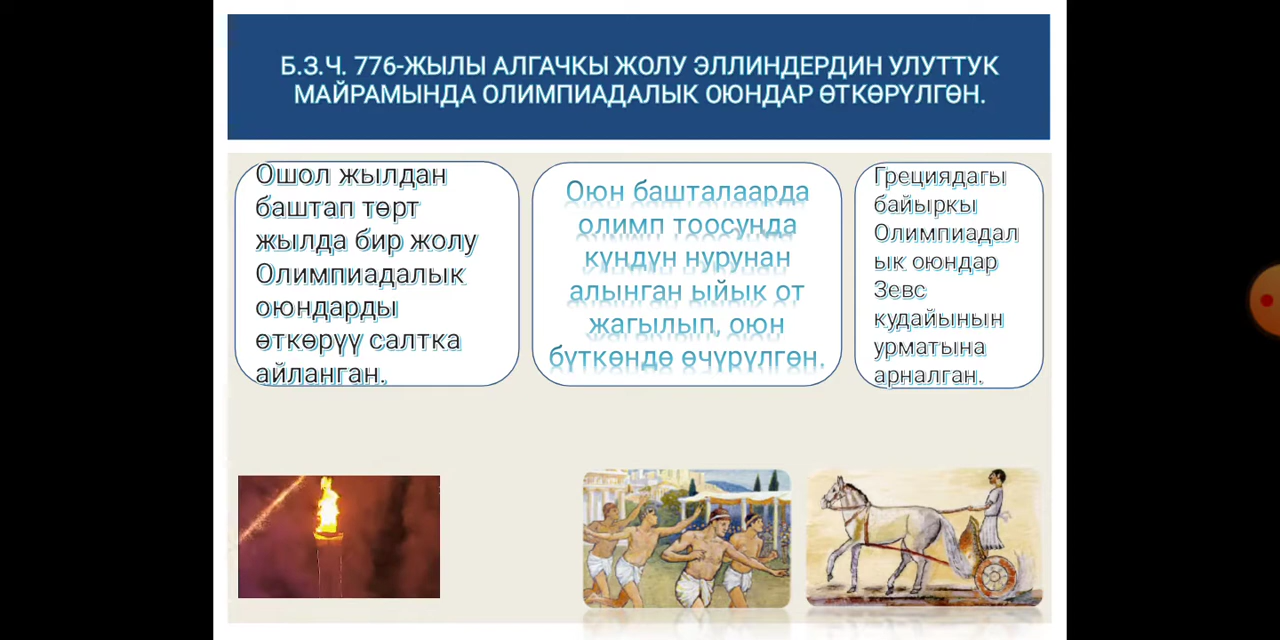 Б.З.Ч. 776-ЖЫЛЫ АЛГАЧКЫ ЖОЛУ ЭЛЛИНДЕРДИН УЛУТТУК
МАЙРАМЫНДА ОЛИМПИАДАЛЫК ОЮНДАР ӨТКӨРҮЛГӨН.
Ошол жылдан
баштап төрт
жылда бир жолу
Олимпиадалык
оюндарды
өткөрүү салтка
айланган.
Оюн башталаарда
олимп тоосунда
күндүн нурунан
алынган ыйык от
жагылып, оюн
бүткөндө өчүрүлгөн.
Грециядагы
байыркы
Олимпиадал
ык оюндар
Зевс
кудайынын
урматына
арналган.